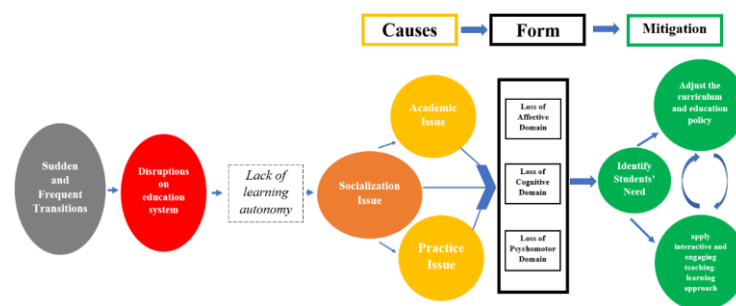 Causes
Form
Mitigation
Sudden
and
Frequent
Transitions
Disruptions
on education
system
Lack of
learning
autonomy
Academic
Issue
Socialization
Issue
Practice
Issue
Loss of
Affective
Domain
Loss of
Cognitive
Domain
Loss of
Psychomotor
Domain
Identify
Students'
Need
Adjust the
curriculum and
education
policy
apply
interactive and
engaging
teaching-
learning
approach